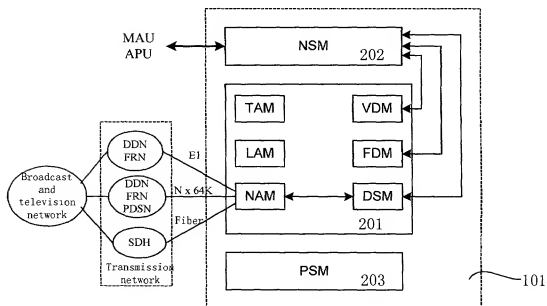 MAU
APU
NSM
202
TAM
VDM
LAM
FDM
NAM
DSM
201
PSM
203
101
Broadcast
and
television
network
DDN
FRN
DDN
FRN
PDSN
SDH
Transmission
network
E1
N x 64K
Fiber